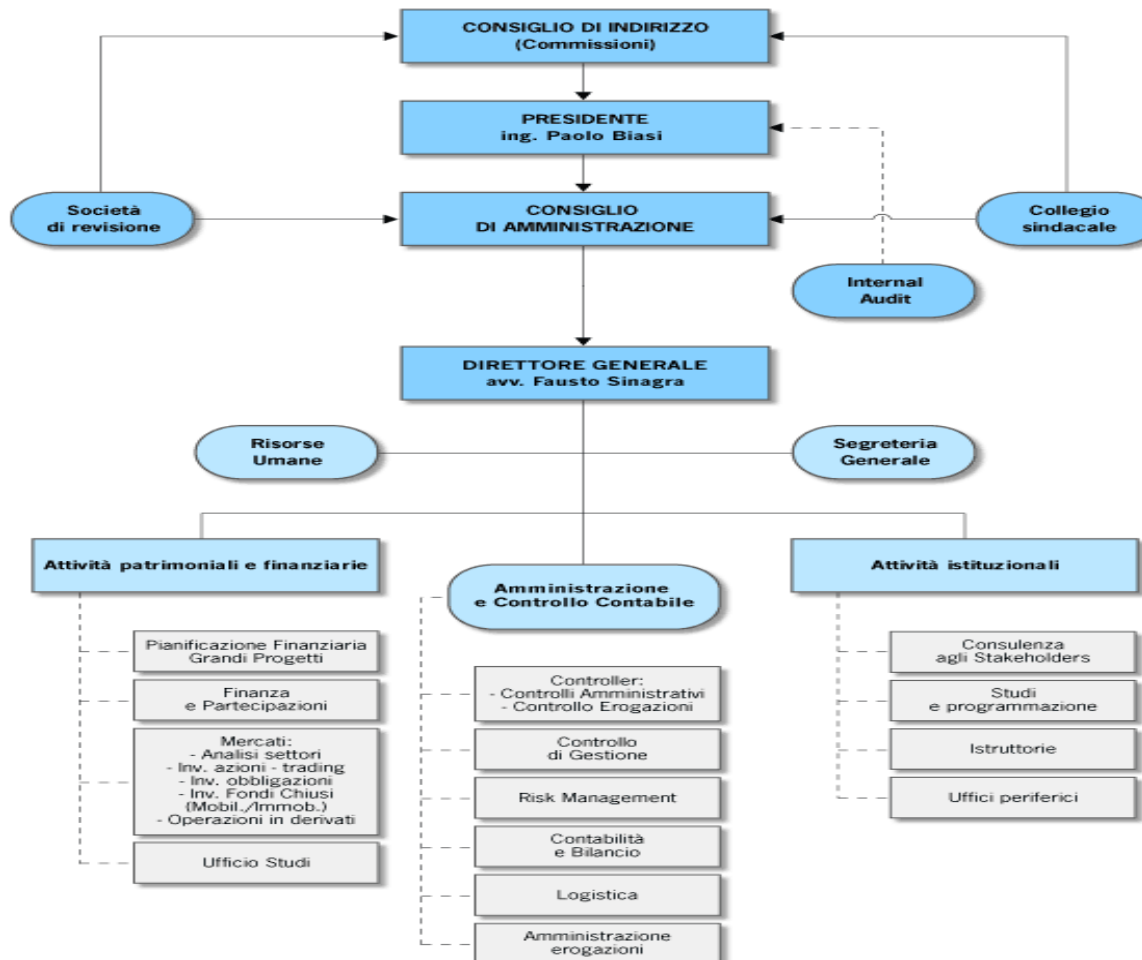 CONSIGLIO DI INDIRIZZO
(Commissioni)
PRESIDENTE
ing. Paolo Biasi
Società
di revisione
CONSIGLIO
DI AMMINISTRAZIONE
Collegio
sindacale
Internal
Audit
DIRETTORE GENERALE
avv. Fausto Sinagra
Risorse
Umane
Segreteria
Generale
Attività patrimoniali e finanziarie
Pianificazione Finanziaria
Grandi Progetti
Finanza
e Partecipazioni
Mercati:
- Analisi settori
- Inv. azioni - trading
- Inv. obbligazioni
- Inv. Fondi Chiusi
(Mobil./Immob.)
- Operazioni in derivati
Ufficio Studi
Amministrazione
e Controllo Contabile
Controller:
- Controlli Amministrativi
- Controllo Erogazioni
Controllo
di Gestione
Risk Management
Contabilità
e Bilancio
Logistica
Amministrazione
erogazioni
Attività istituzionali
Consulenza
agli Stakeholders
Studi
e programmazione
Istruttorie
Uffici periferici